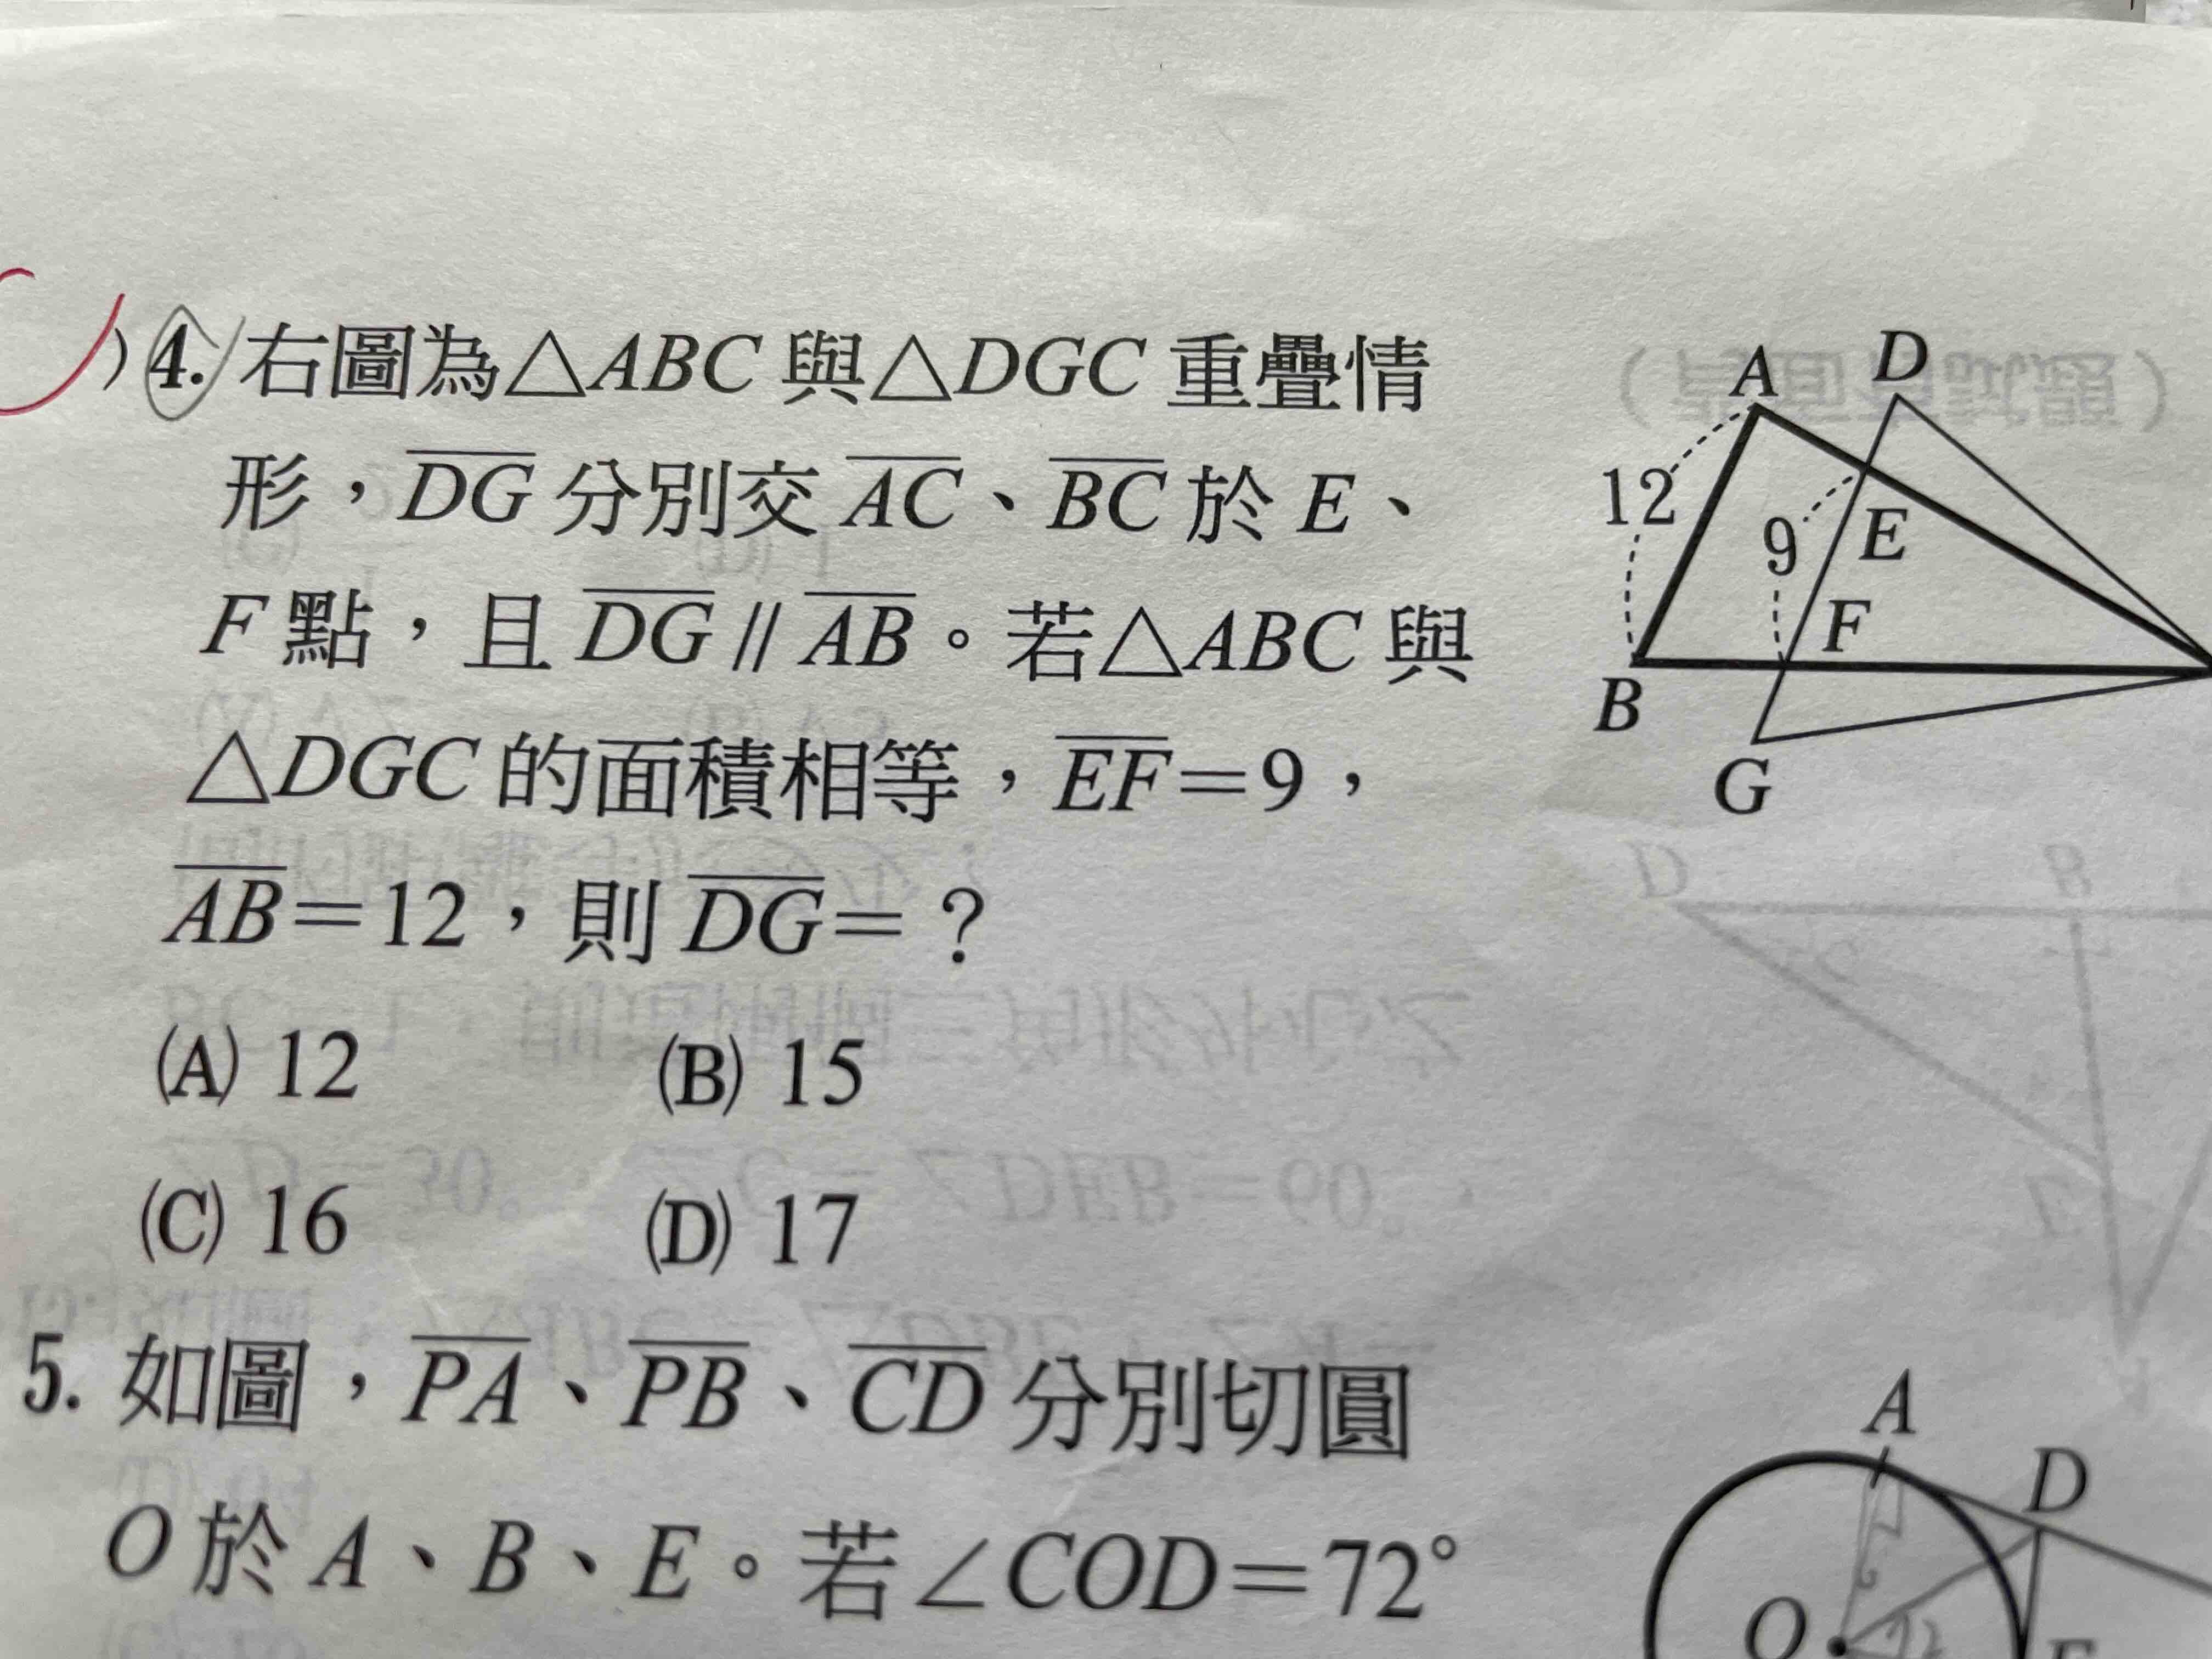 4. 右圖為△ABC 與△DGC 重疊情
形，DG 分別交 AC、BC 於 E、
F 點，且 DG // AB。若△ABC 與
△DGC 的面積相等，EF＝9，
AB＝12，則 DG＝？
(A) 12 (B) 15
(C) 16 (D) 17
A D
12
9 E
F
B
G
5. 如圖，PA、PB、CD 分別切圓
O 於 A、B、E。若∠COD＝72°
A
D
O